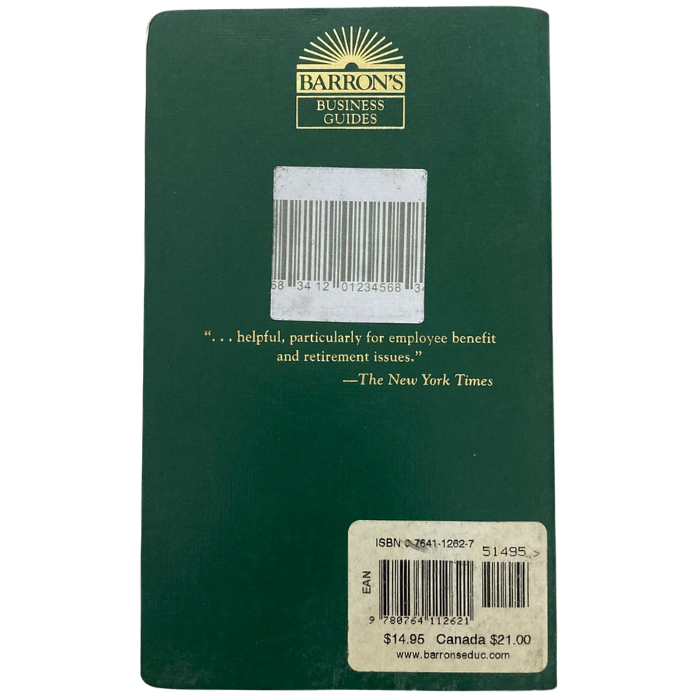 BARRON'S
BUSINESS
GUIDES
68 34 12 01234568 34
“. . . helpful, particularly for employee benefit
and retirement issues.”
—The New York Times
ISBN 0-7641-1262-7
51495
EAN
9 780764 112621
$14.95 Canada $21.00
www.barronseduc.com